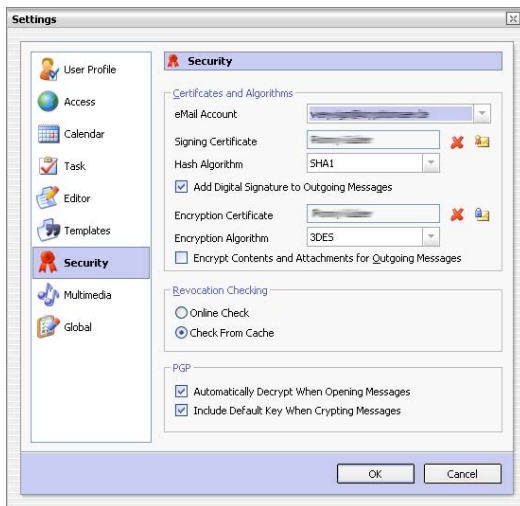 Settings
User Profile
Access
Calendar
Task
Editor
Templates
Security
Multimedia
Global
Security
Certifcates and Algorithms
eMail Account
Signing Certificate
Hash Algorithm SHA1
Add Digital Signature to Outgoing Messages
Encryption Certificate
Encryption Algorithm 3DES
Encrypt Contents and Attachments for Outgoing Messages
Revocation Checking
Online Check
Check From Cache
PGP
Automatically Decrypt When Opening Messages
Include Default Key When Crypting Messages
OK Cancel